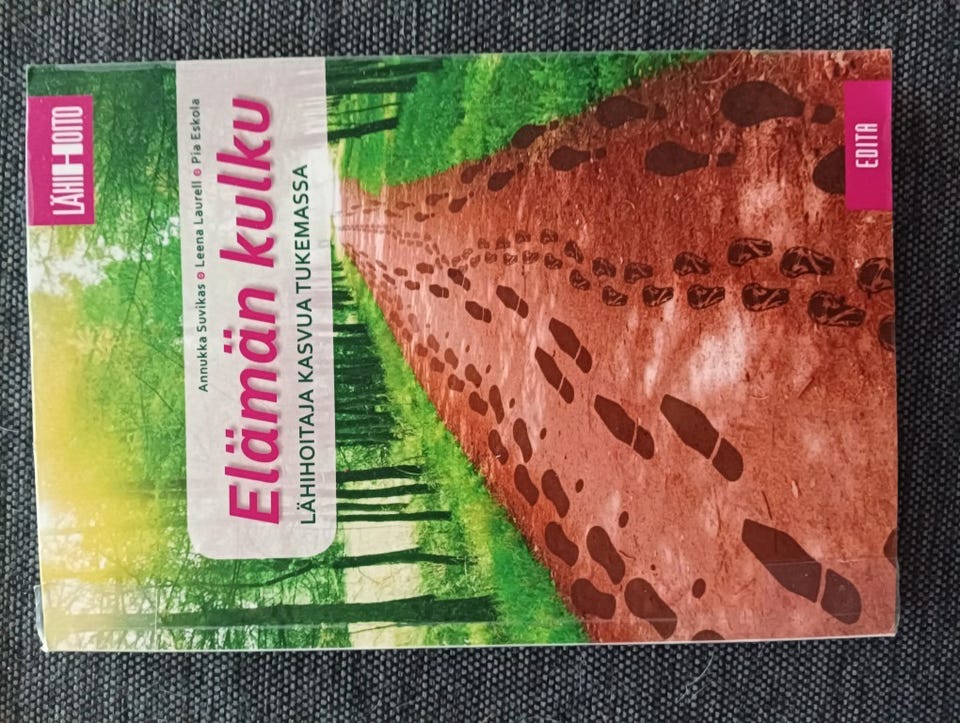 LÄHIHOITO
Annukka Suvikas Leena Laurell Pia Eskola
Elämän kulku
LÄHIHOITAJA KASVUA TUKEMASSA
EDITA